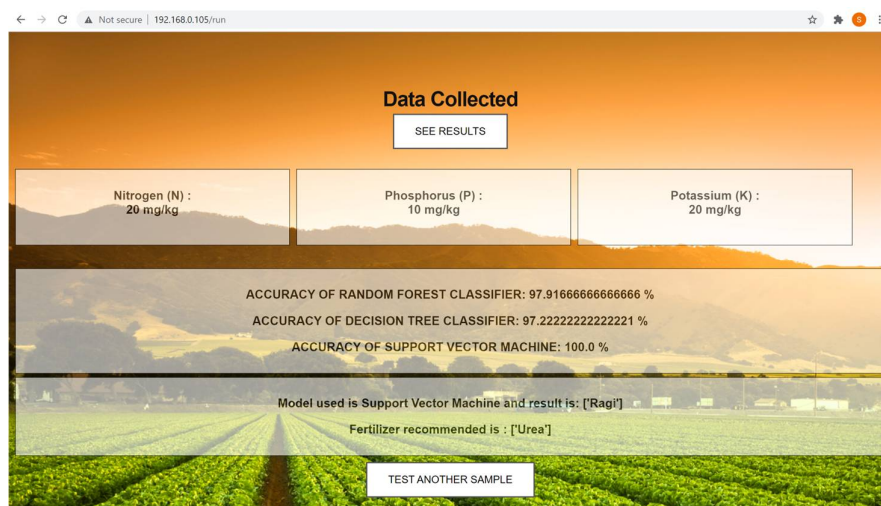 Not secure | 192.168.0.105/run
S
Data Collected
SEE RESULTS
Nitrogen (N) :
20 mg/kg
Phosphorus (P) :
10 mg/kg
Potassium (K) :
20 mg/kg
ACCURACY OF RANDOM FOREST CLASSIFIER: 97.91666666666666 %
ACCURACY OF DECISION TREE CLASSIFIER: 97.22222222222221 %
ACCURACY OF SUPPORT VECTOR MACHINE: 100.0 %
Model used is Support Vector Machine and result is: ['Ragi']
Fertilizer recommended is : ['Urea']
TEST ANOTHER SAMPLE